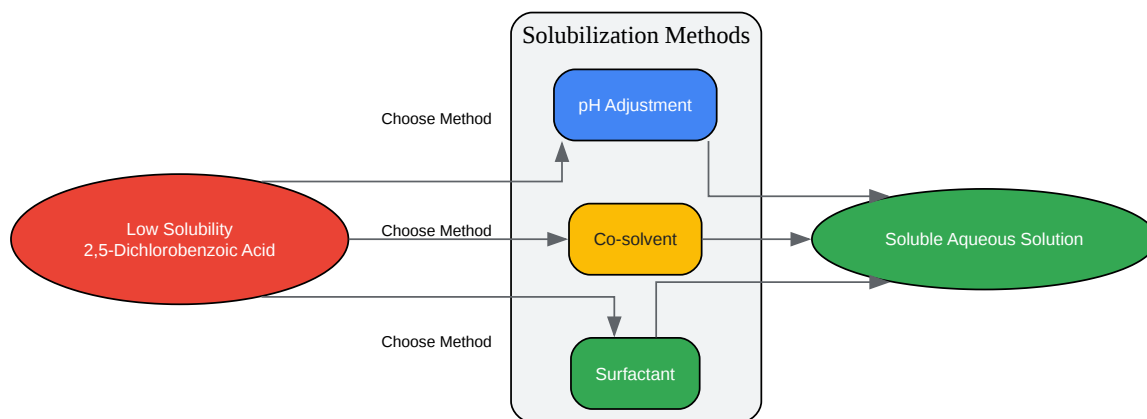 Solubilization Methods
Choose Method
pH Adjustment
Low Solubility
2,5-Dichlorobenzoic Acid
Choose Method
Co-solvent
Soluble Aqueous Solution
Choose Method
Surfactant